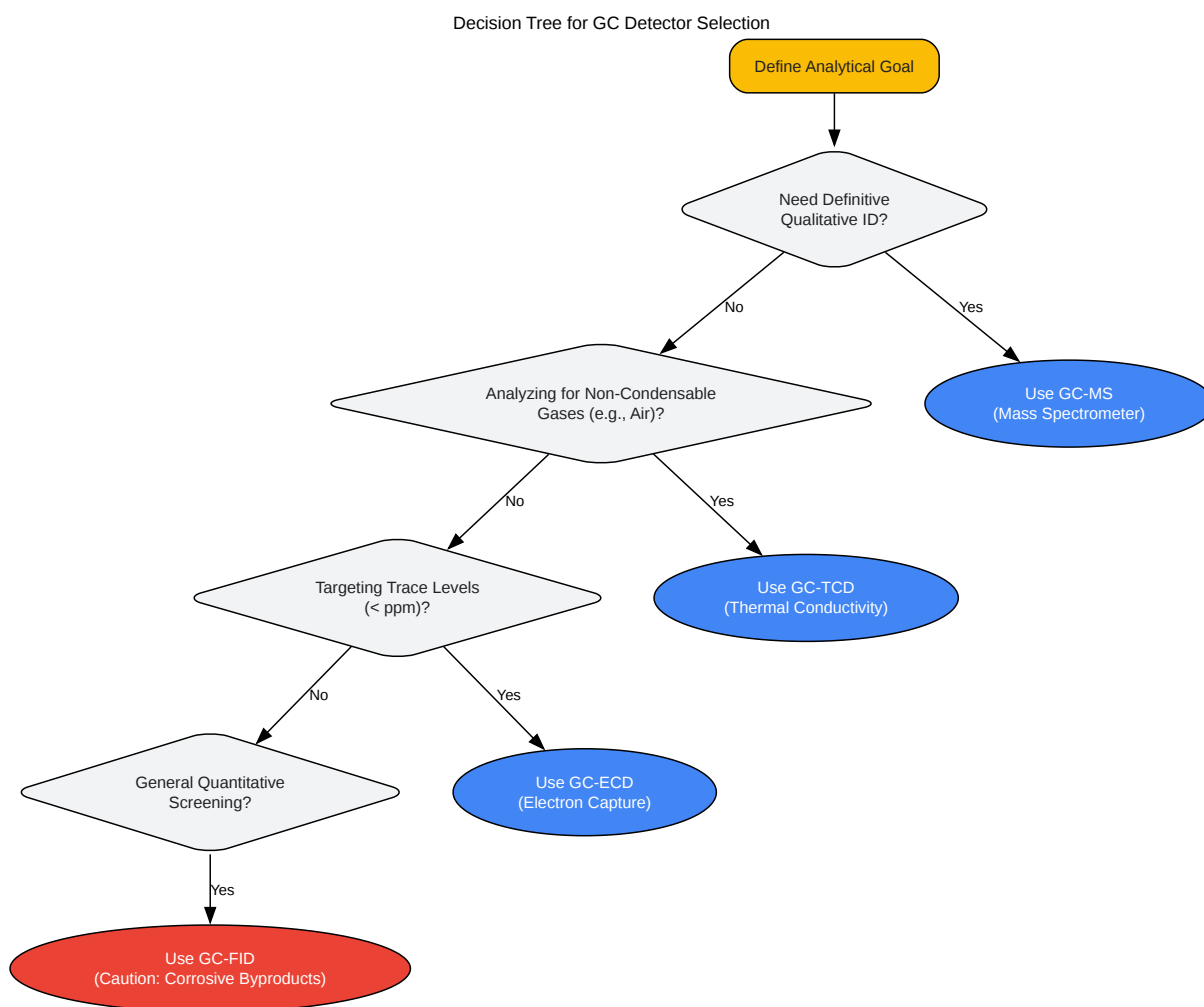 Decision Tree for GC Detector Selection
Define Analytical Goal
Need Definitive
Qualitative ID?
No
Yes
Analyzing for Non-Condensable
Gases (e.g., Air)?
Use GC-MS
(Mass Spectrometer)
No
Yes
Targeting Trace Levels
(< ppm)?
Use GC-TCD
(Thermal Conductivity)
No
Yes
General Quantitative
Screening?
Use GC-ECD
(Electron Capture)
Yes
Use GC-FID
(Caution: Corrosive Byproducts)